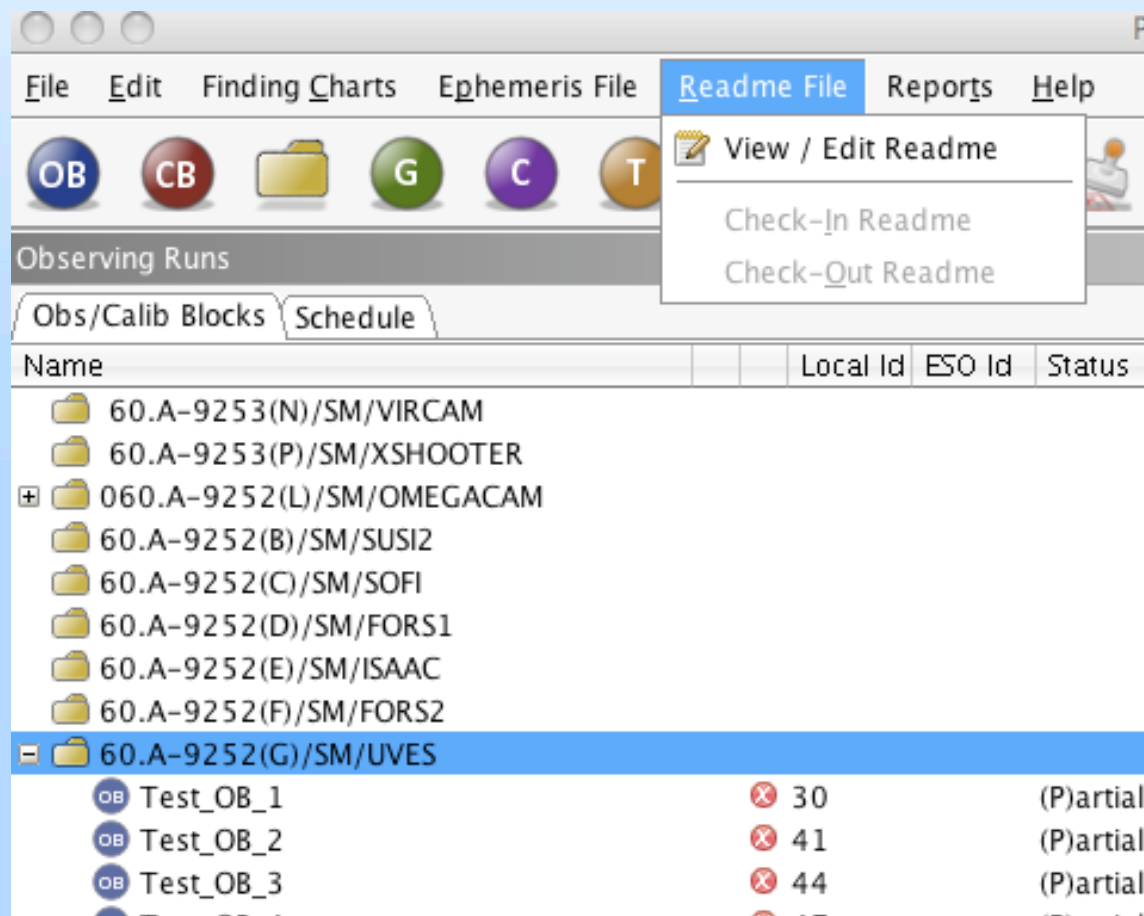 P
File Edit Finding Charts Ephemeris File Readme File Reports Help
OB CB G C T
View / Edit Readme
Check-In Readme
Check-Out Readme
Observing Runs
Obs/Calib Blocks Schedule
Name Local Id ESO Id Status
60.A-9253(N)/SM/VIRCAM
60.A-9253(P)/SM/XSHOOTER
060.A-9252(L)/SM/OMEGACAM
60.A-9252(B)/SM/SUSI2
60.A-9252(C)/SM/SOFI
60.A-9252(D)/SM/FORS1
60.A-9252(E)/SM/ISAAC
60.A-9252(F)/SM/FORS2
60.A-9252(G)/SM/UVES
OB Test_OB_1 30 (P)artial
OB Test_OB_2 41 (P)artial
OB Test_OB_3 44 (P)artial